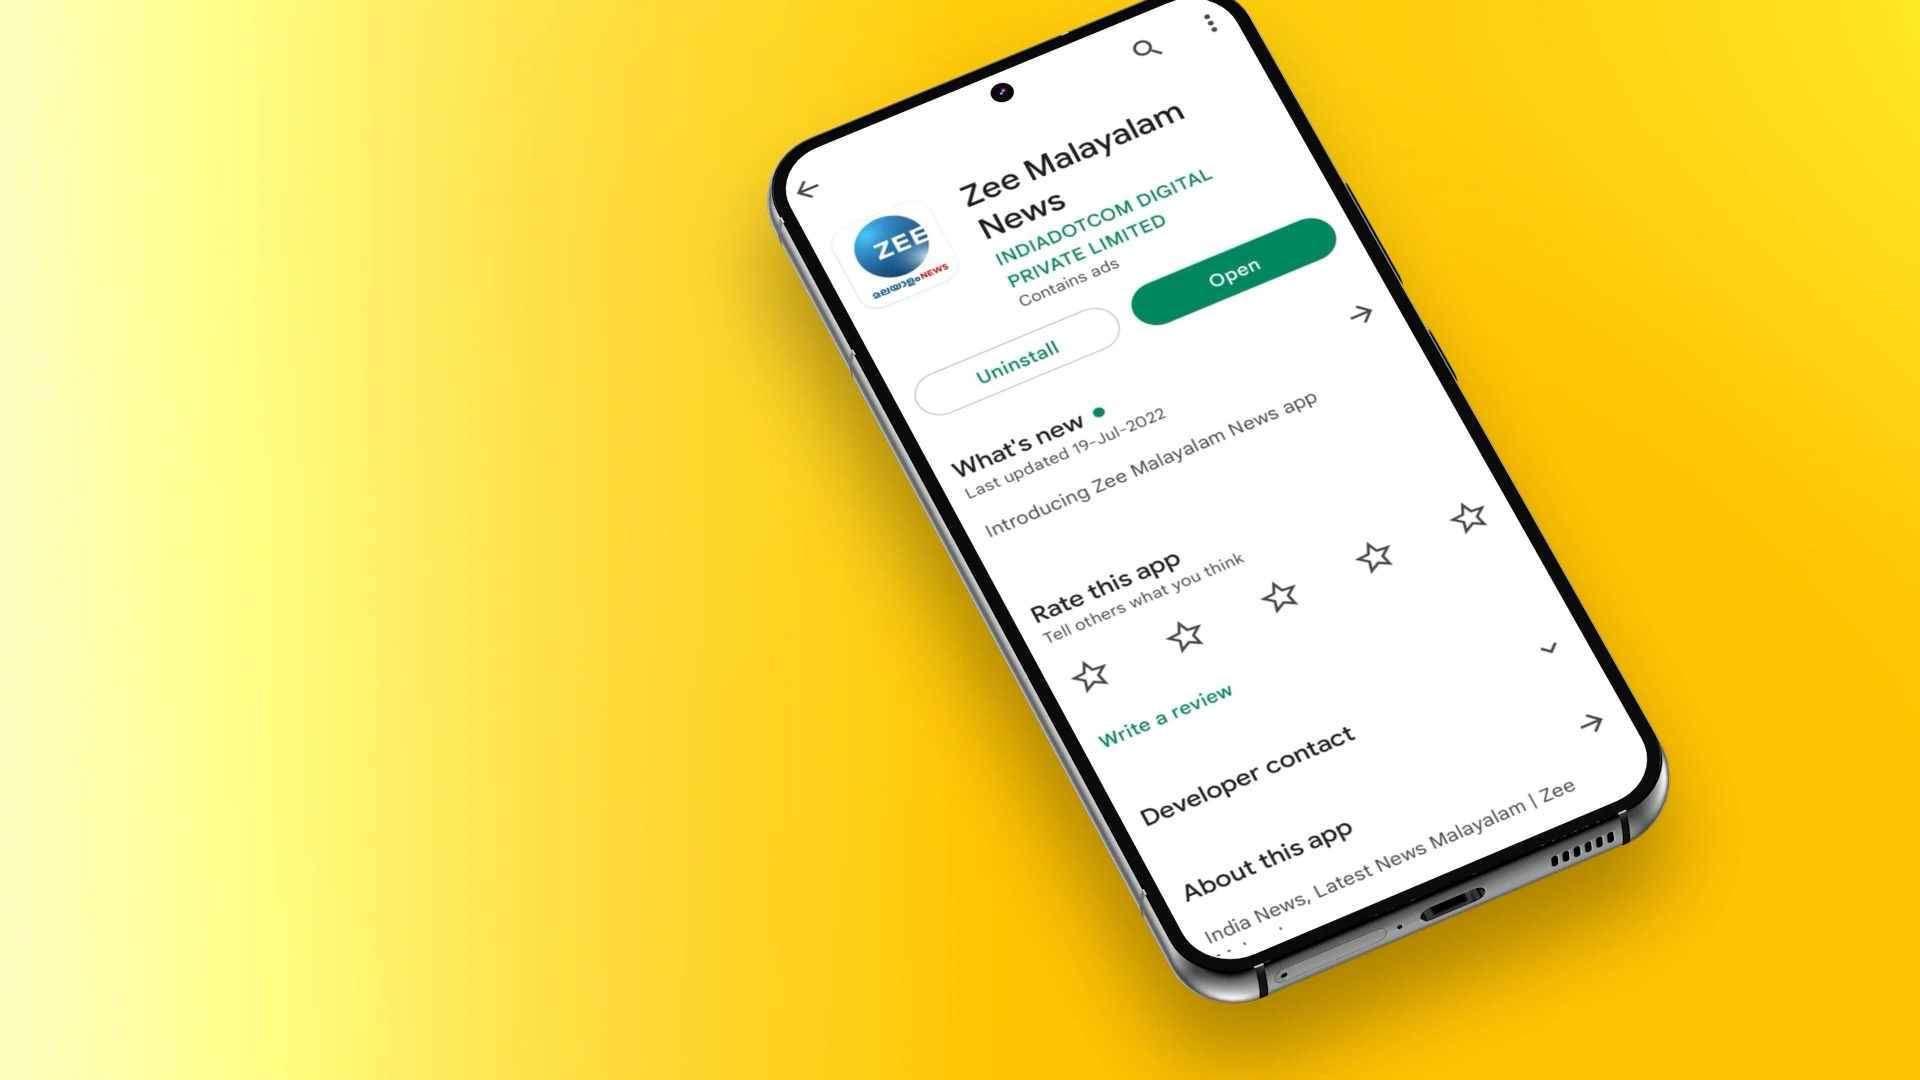 Zee Malayalam
News
INDIADOTCOM DIGITAL
PRIVATE LIMITED
Contains ads
ZEE
മലയാളംNEWS
Uninstall
Open
What's new
Last updated 19-Jul-2022
Introducing Zee Malayalam News app
Rate this app
Tell others what you think
Write a review
Developer contact
About this app
India News, Latest News Malayalam | Zee